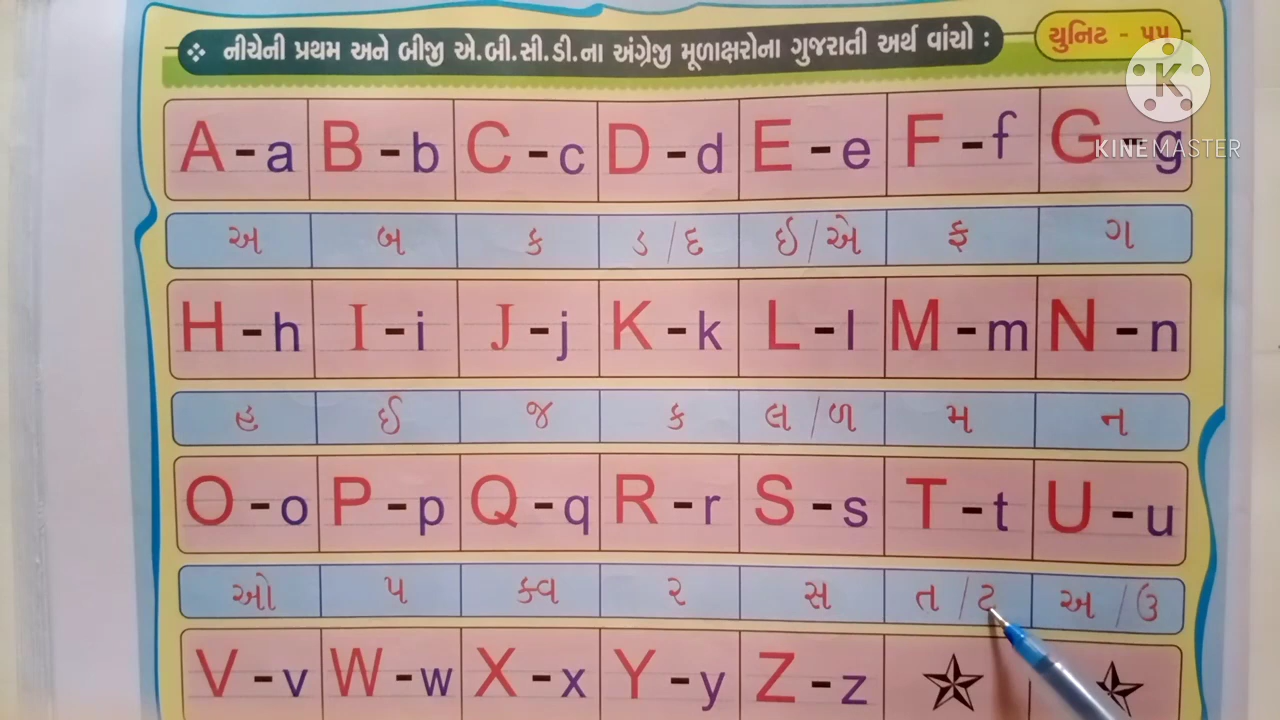 ❖ નીચેની પ્રથમ અને બીજી એ.બી.સી.ડી.ના અંગ્રેજી મૂળાક્ષરોના ગુજરાતી અર્થ વાંચો : યુનિટ - ૫૫
K
KINEMASTER
A - a B - b C - c D - d E - e F - f G - g
અ બ ક ડ / દ ઇ / એ ફ ગ
H - h I - i J - j K - k L - l M - m N - n
હ ઈ જ ક લ / ળ મ ન
O - o P - p Q - q R - r S - s T - t U - u
ઓ પ ક્વ ર સ ત / ટ અ / ઉ
V - v W - w X - x Y - y Z - z